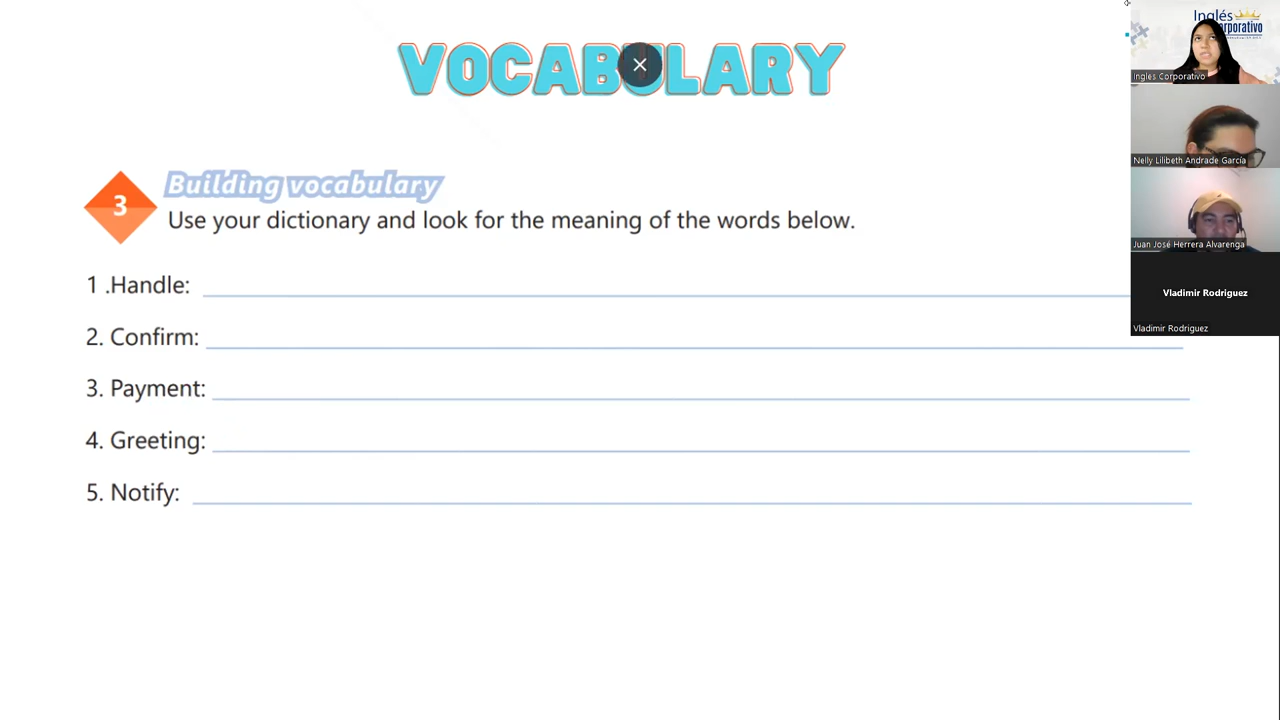 VOCABULARY
3
Building vocabulary
Use your dictionary and look for the meaning of the words below.
1 .Handle:
2. Confirm:
3. Payment:
4. Greeting:
5. Notify:
Inglés
Corporativo
Ingles Corporativo
Nelly Lilibeth Andrade García
Juan José Herrera Alvarenga
Vladimir Rodriguez
Vladimir Rodriguez